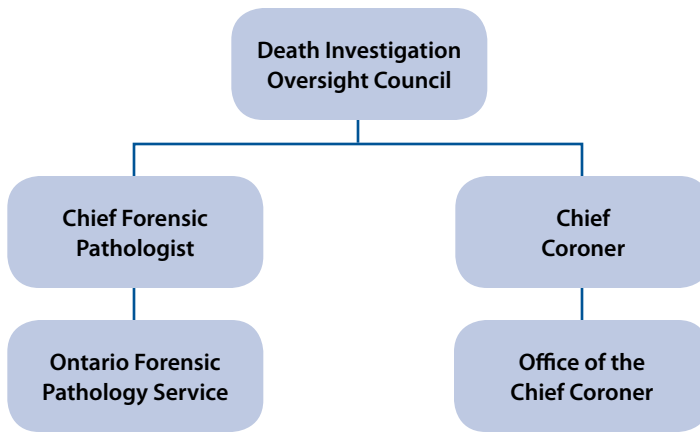 Death Investigation
Oversight Council
Chief Forensic
Pathologist
Chief
Coroner
Ontario Forensic
Pathology Service
Office of the
Chief Coroner